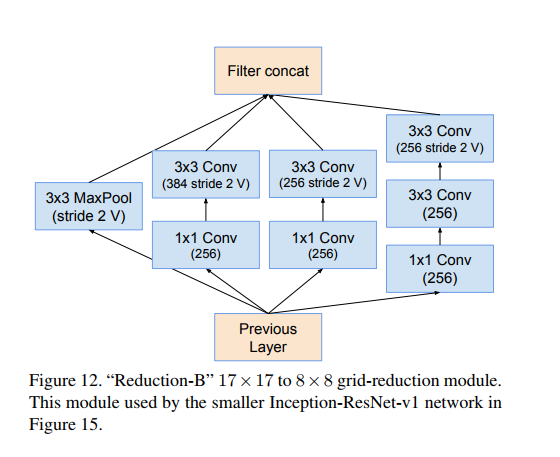 Filter concat
3x3 Conv
(256 stride 2 V)
3x3 Conv
(384 stride 2 V)
3x3 Conv
(256 stride 2 V)
3x3 MaxPool
(stride 2 V)
3x3 Conv
(256)
1x1 Conv
(256)
1x1 Conv
(256)
1x1 Conv
(256)
Previous
Layer
Figure 12. “Reduction-B” 17 × 17 to 8 × 8 grid-reduction module.
This module used by the smaller Inception-ResNet-v1 network in
Figure 15.